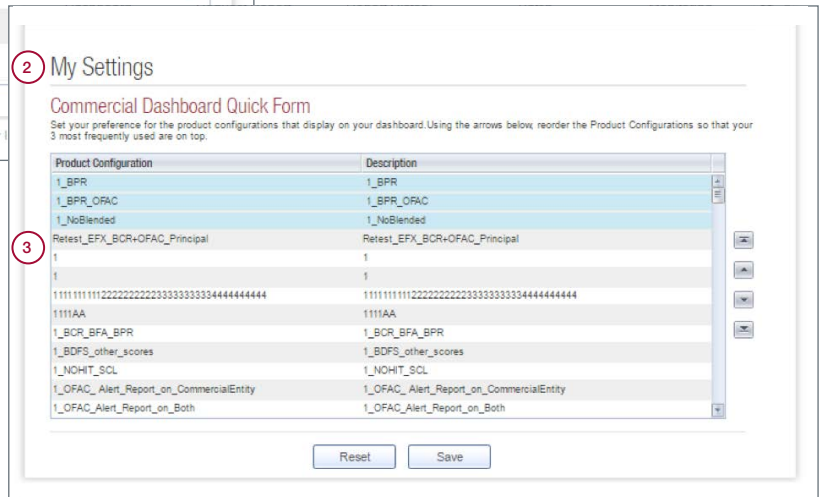 2 My Settings
Commercial Dashboard Quick Form
Set your preference for the product configurations that display on your dashboard.Using the arrows below, reorder the Product Configurations so that your
3 most frequently used are on top.
Product Configuration Description
1_BPR 1_BPR
1_BPR_OFAC 1_BPR_OFAC
1_NoBlended 1_NoBlended
3 Retest_EFX_BCR+OFAC_Principal Retest_EFX_BCR+OFAC_Principal
1 1
1 1
1111111111222222222233333333334444444444 1111111111222222222233333333334444444444
1111AA 1111AA
1_BCR_BFA_BPR 1_BCR_BFA_BPR
1_BDFS_other_scores 1_BDFS_other_scores
1_NOHIT_SCL 1_NOHIT_SCL
1_OFAC_ Alert_Report_on_CommercialEntity 1_OFAC_ Alert_Report_on_CommercialEntity
1_OFAC_Alert_Report_on_Both 1_OFAC_Alert_Report_on_Both
Reset Save